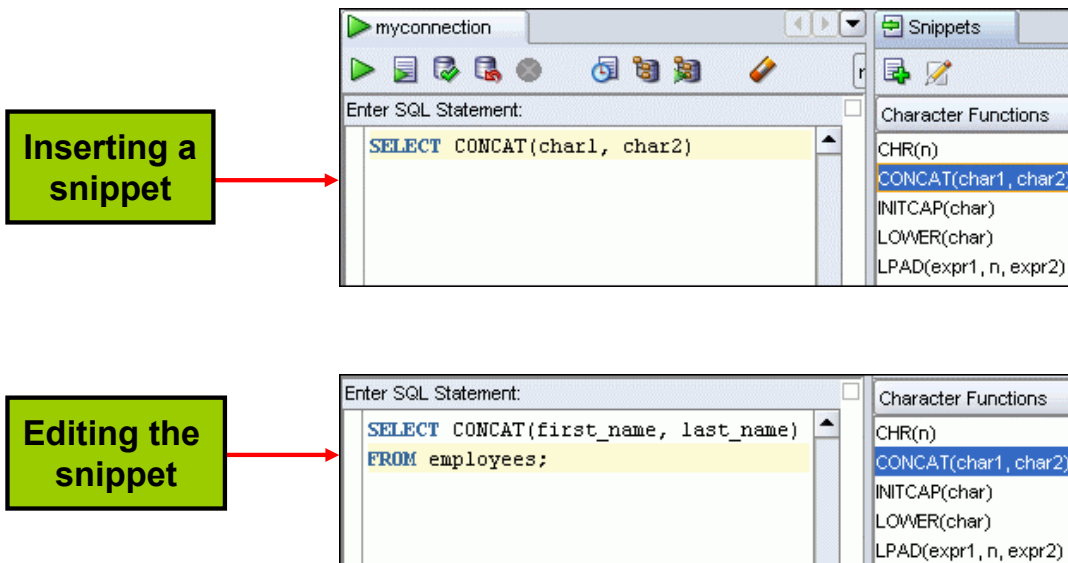 myconnection
Snippets
Enter SQL Statement:
Character Functions
Inserting a
snippet
SELECT CONCAT(char1, char2)
CHR(n)
CONCAT(char1, char2)
INITCAP(char)
LOWER(char)
LPAD(expr1, n, expr2)
Enter SQL Statement:
Character Functions
Editing the
snippet
SELECT CONCAT(first_name, last_name)
FROM employees;
CHR(n)
CONCAT(char1, char2)
INITCAP(char)
LOWER(char)
LPAD(expr1, n, expr2)